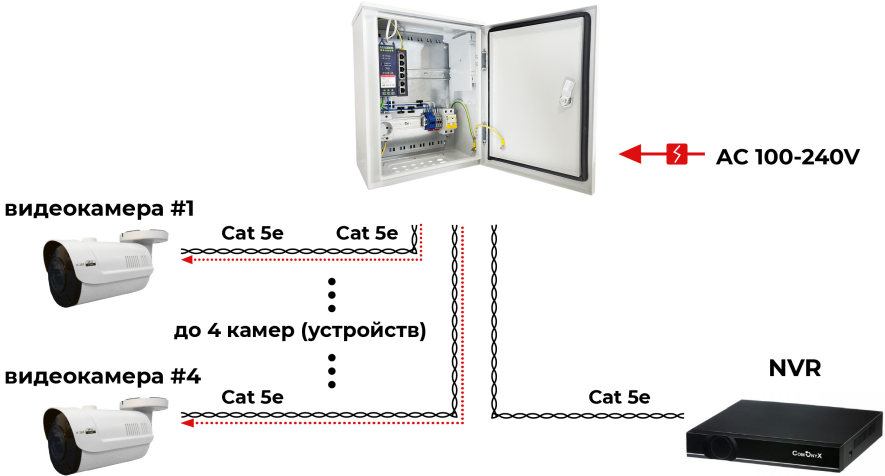 AC 100-240V
видеокамера #1
Cat 5e Cat 5e
до 4 камер (устройств)
видеокамера #4
Cat 5e
Cat 5e
NVR
COBIONYX